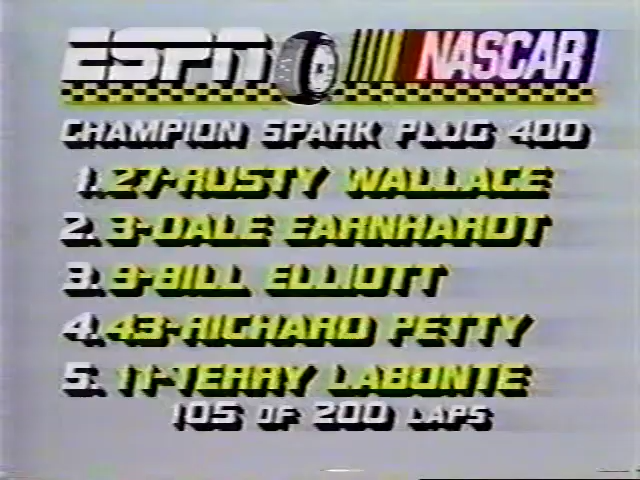 ESPN NASCAR
CHAMPION SPARK PLUG 400
1. 27-RUSTY WALLACE
2. 3-DALE EARNHARDT
3. 9-BILL ELLIOTT
4. 43-RICHARD PETTY
5. 11-TERRY LABONTE
105 OF 200 LAPS